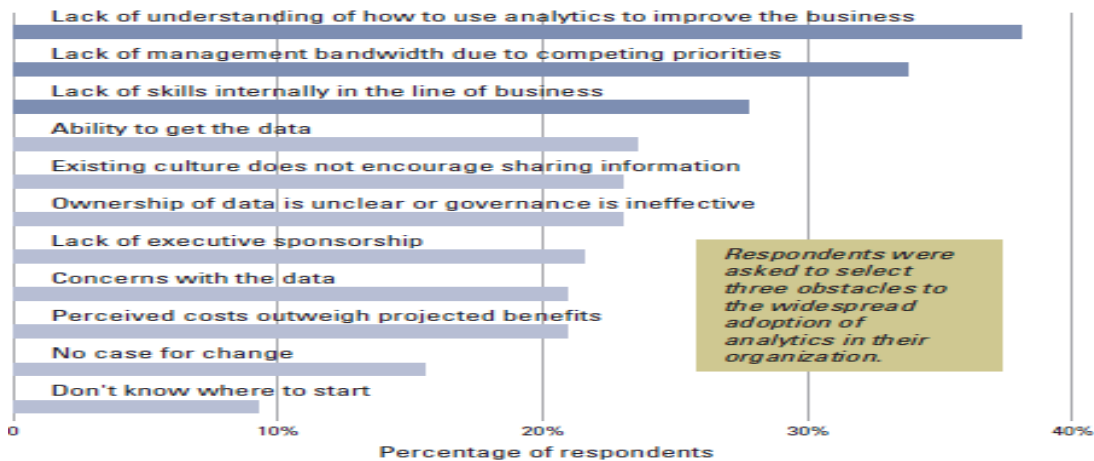 Lack of understanding of how to use analytics to improve the business
Lack of management bandwidth due to competing priorities
Lack of skills internally in the line of business
Ability to get the data
Existing culture does not encourage sharing information
Ownership of data is unclear or governance is ineffective
Lack of executive sponsorship
Concerns with the data
Perceived costs outweigh projected benefits
No case for change
Don't know where to start
Respondents were
asked to select
three obstacles to
the widespread
adoption of
analytics in their
organization.
0 10% 20% 30% 40%
Percentage of respondents